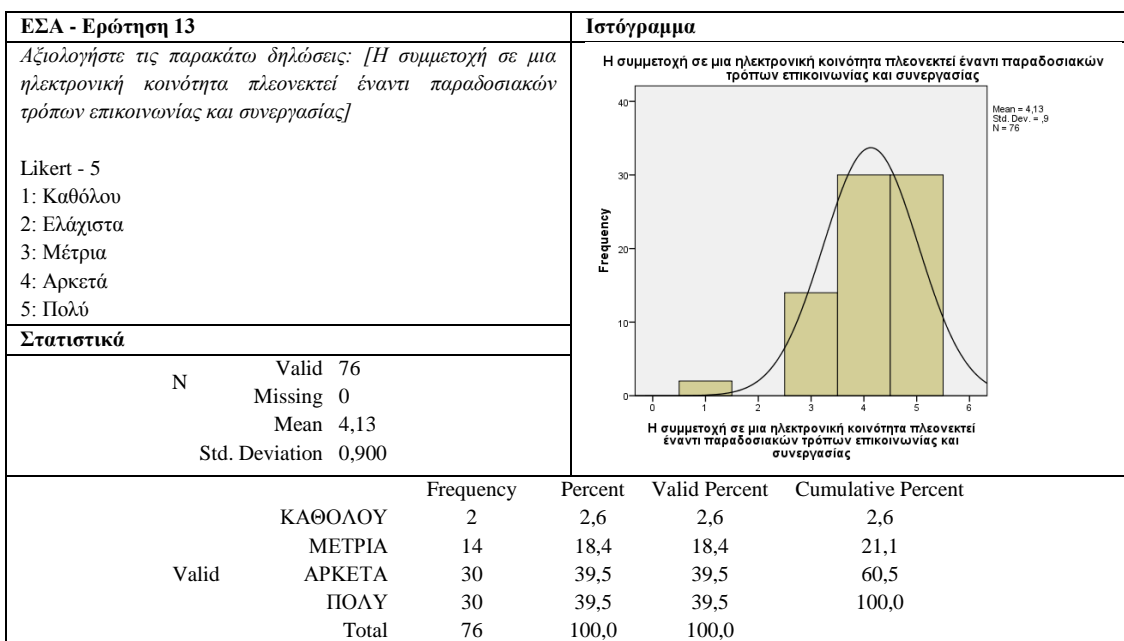 ΕΣΑ - Ερώτηση 13
Αξιολογήστε τις παρακάτω δηλώσεις: [Η συμμετοχή σε μια
ηλεκτρονική κοινότητα πλεονεκτεί έναντι παραδοσιακών
τρόπων επικοινωνίας και συνεργασίας]
Likert - 5
1: Καθόλου
2: Ελάχιστα
3: Μέτρια
4: Αρκετά
5: Πολύ
Ιστόγραμμα
Η συμμετοχή σε μια ηλεκτρονική κοινότητα πλεονεκτεί έναντι παραδοσιακών
τρόπων επικοινωνίας και συνεργασίας
Mean = 4,13
Std. Dev. = ,9
N = 76
Frequency
40
30
20
10
0
0 1 2 3 4 5 6
Η συμμετοχή σε μια ηλεκτρονική κοινότητα πλεονεκτεί
έναντι παραδοσιακών τρόπων επικοινωνίας και
συνεργασίας
Στατιστικά
N Valid 76
Missing 0
Mean 4,13
Std. Deviation 0,900
Frequency Percent Valid Percent Cumulative Percent
ΚΑΘΟΛΟΥ 2 2,6 2,6 2,6
ΜΕΤΡΙΑ 14 18,4 18,4 21,1
Valid ΑΡΚΕΤΑ 30 39,5 39,5 60,5
ΠΟΛΥ 30 39,5 39,5 100,0
Total 76 100,0 100,0